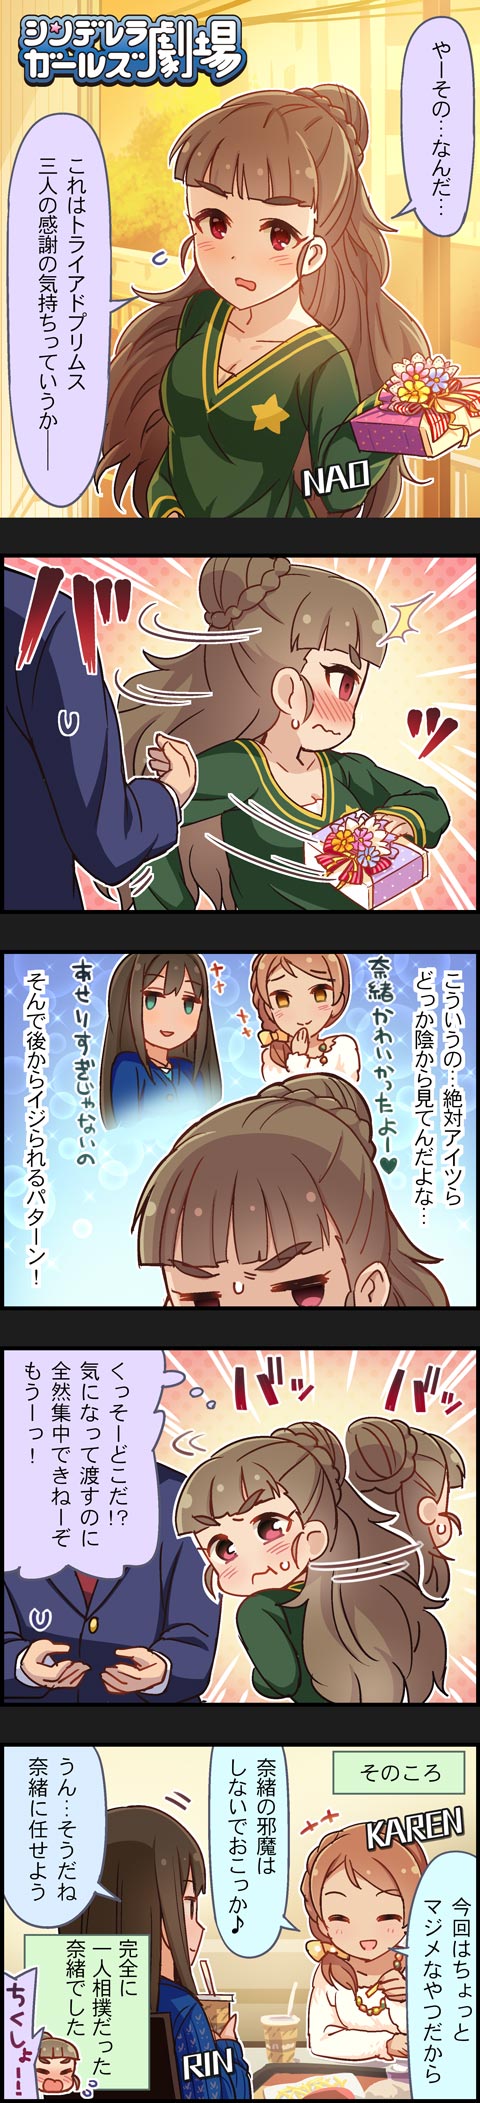 シンデレラ
ガールズ劇場
やーその…なんだ…
これはトライアドプリムス
三人の感謝の気持ちっていうか――
NAO
バッ
こういうの…絶対アイツら
どっか陰から見てんだよな…
奈緒かわいかったよー♥
あせりすぎじゃないの
そんで後からイジられるパターン!
バッ
バッ
くっそーどこだ!?
気になって渡すのに
全然集中できねーぞ
もうーっ!
そのころ
KAREN
今回はちょっと
マジメなやつだから
奈緒の邪魔は
しないでおこっか♪
うん…そうだね
奈緒に任せよう
RIN
完全に
一人相撲だった
奈緒でした
ちくしょー!!